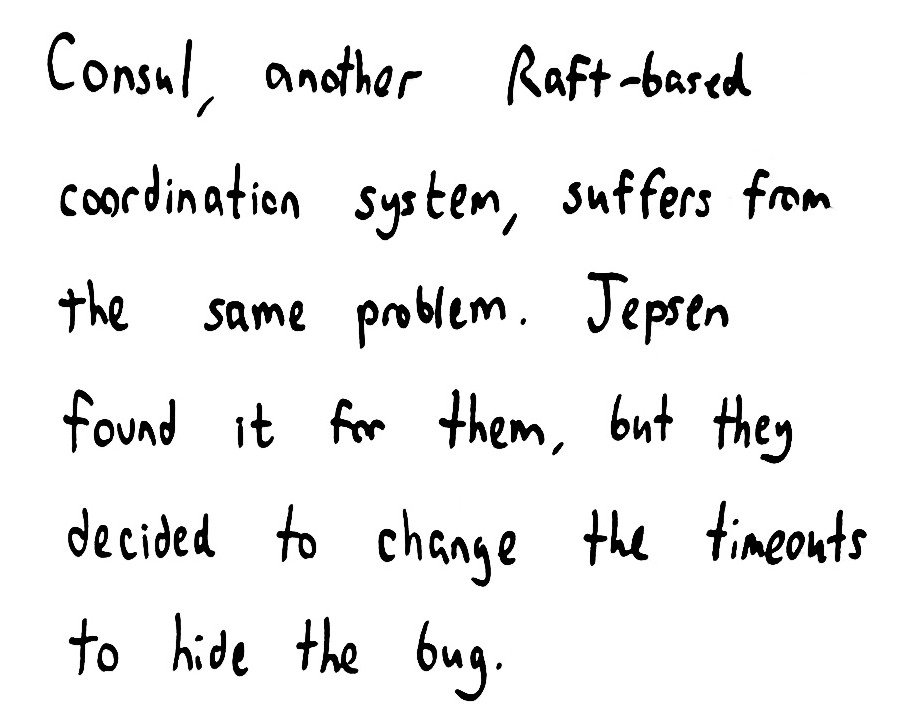 Consul, another Raft-based
coordination system, suffers from
the same problem. Jepsen
found it for them, but they
decided to change the timeouts
to hide the bug.